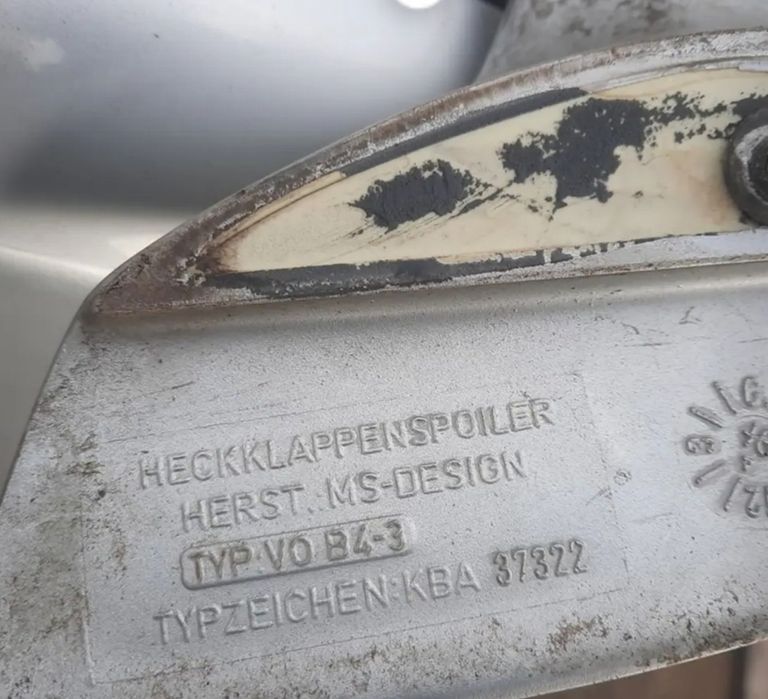 HECKKLAPPENSPOILER
HERST. MS-DESIGN
TYP:VO B4-3
TYPZEICHEN:KBA 37322